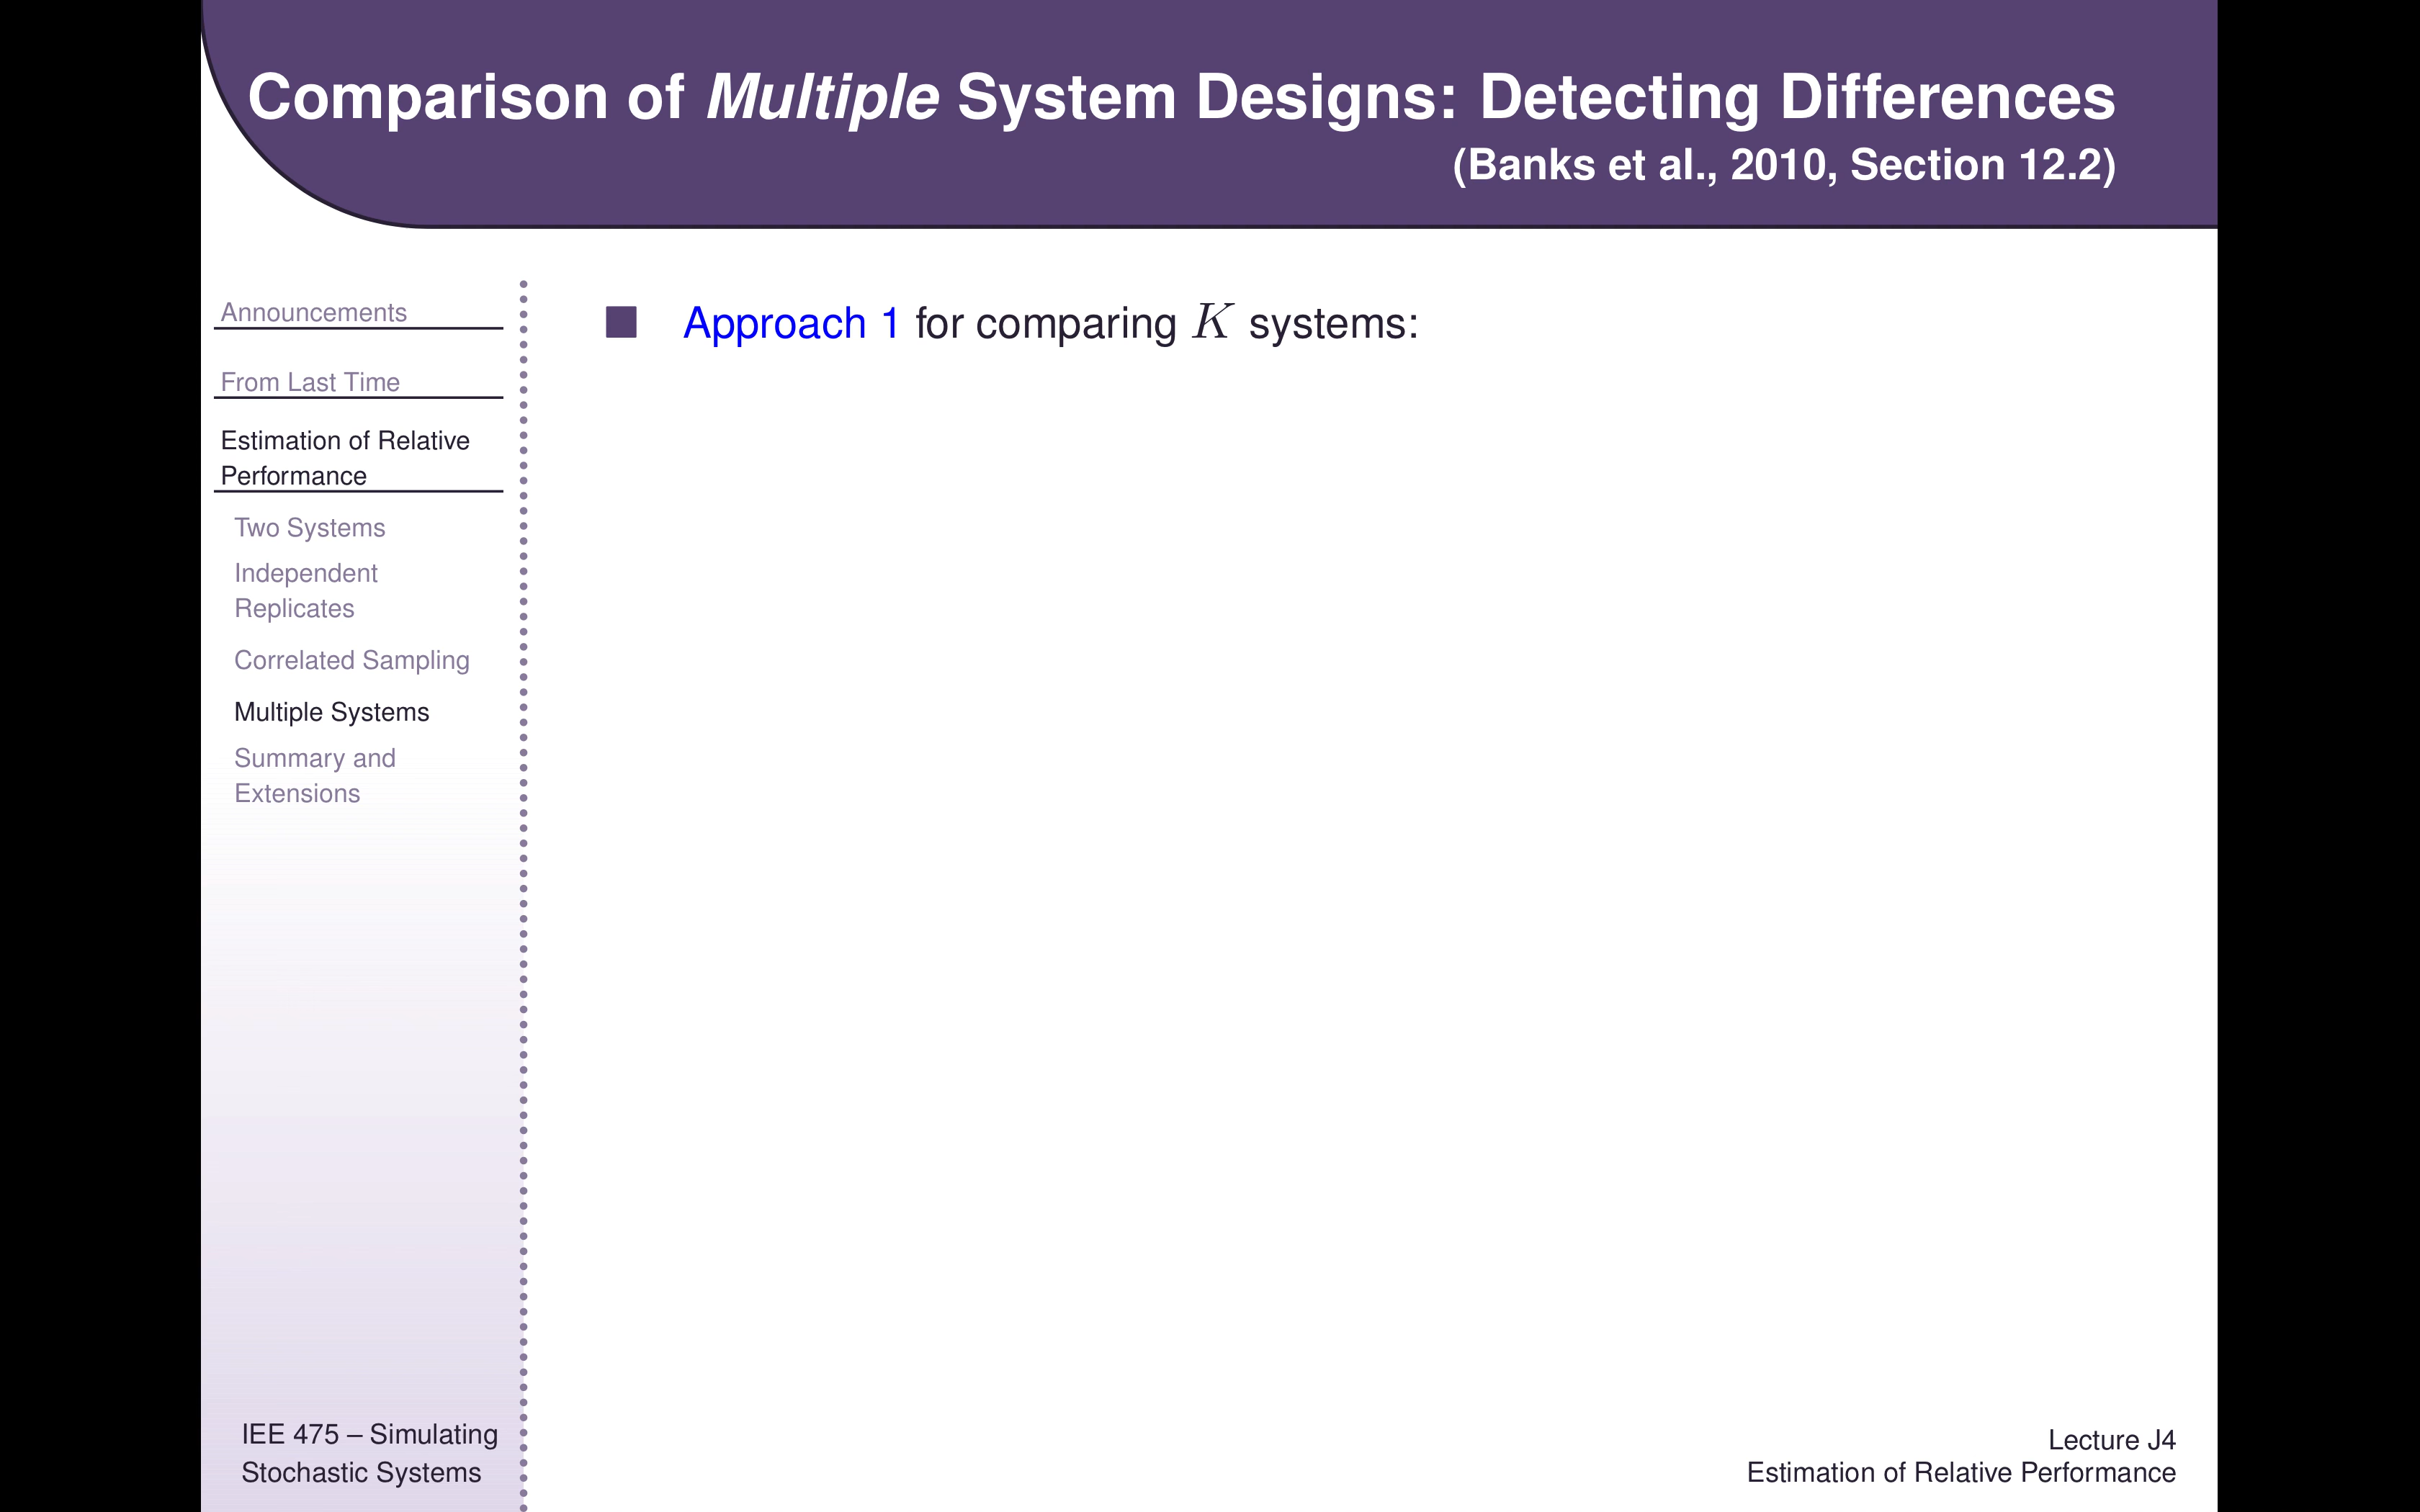 Comparison of Multiple System Designs: Detecting Differences
(Banks et al., 2010, Section 12.2)
Announcements
From Last Time
Estimation of Relative
Performance
Two Systems
Independent
Replicates
Correlated Sampling
Multiple Systems
Summary and
Extensions
Approach 1 for comparing K systems:
IEE 475 – Simulating
Stochastic Systems
Lecture J4
Estimation of Relative Performance